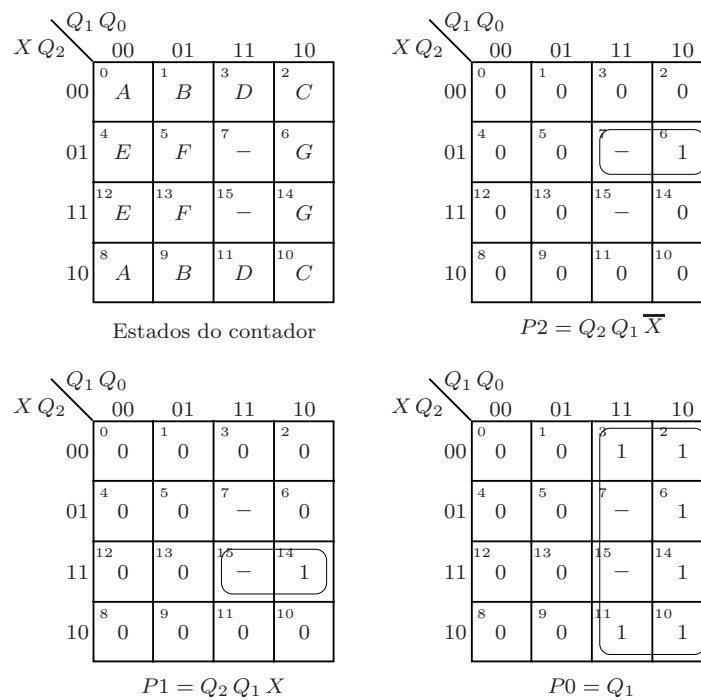 Q1 Q0
X Q2 00 01 11 10
00 0 A 1 B 3 D 2 C
01 4 E 5 F 7 − 6 G
11 12 E 13 F 15 − 14 G
10 8 A 9 B 11 D 10 C
Estados do contador
Q1 Q0
X Q2 00 01 11 10
00 0 0 1 0 3 0 2 0
01 4 0 5 0 7 − 6 1
11 12 0 13 0 15 − 14 0
10 8 0 9 0 11 0 10 0
P2 = Q₂ Q₁ X̅
Q1 Q0
X Q2 00 01 11 10
00 0 0 1 0 3 0 2 0
01 4 0 5 0 7 − 6 0
11 12 0 13 0 15 − 14 1
10 8 0 9 0 11 0 10 0
P1 = Q₂ Q₁ X
Q1 Q0
X Q2 00 01 11 10
00 0 0 1 0 3 1 2 1
01 4 0 5 0 7 − 6 1
11 12 0 13 0 15 − 14 1
10 8 0 9 0 11 1 10 1
P0 = Q₁